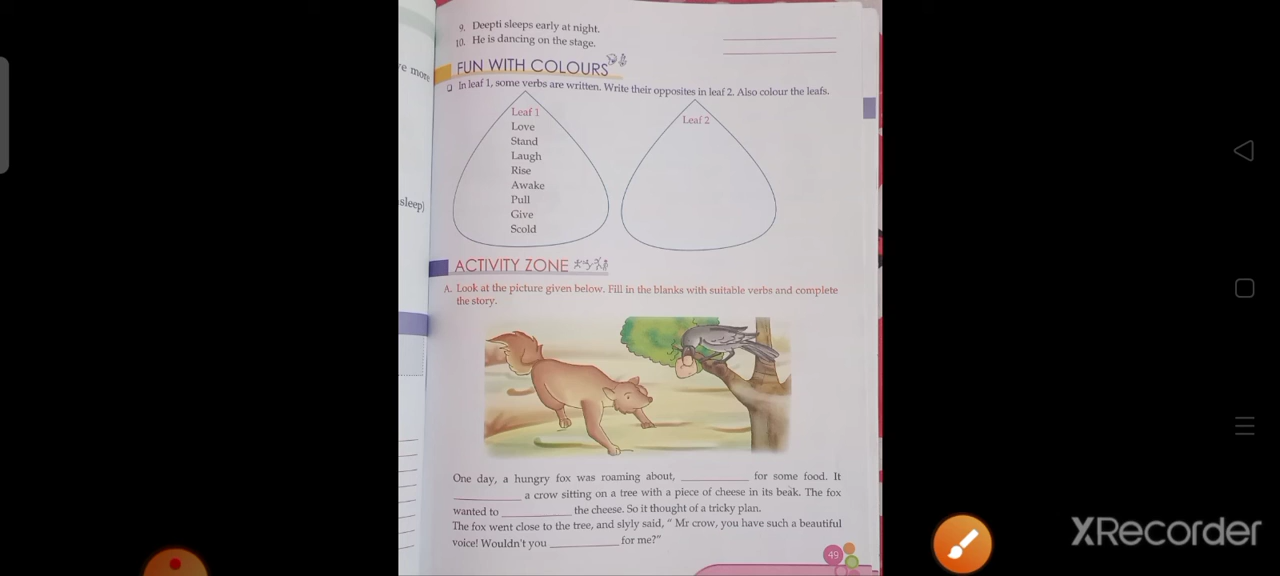 9. Deepti sleeps early at night.
10. He is dancing on the stage.
re more
FUN WITH COLOURS
In leaf 1, some verbs are written. Write their opposites in leaf 2. Also colour the leafs.
Leaf 1
Love
Stand
Laugh
Rise
Awake
Pull
Give
Scold
Leaf 2
sleep)
ACTIVITY ZONE
A. Look at the picture given below. Fill in the blanks with suitable verbs and complete
the story.
One day, a hungry fox was roaming about, __________ for some food. It
__________ a crow sitting on a tree with a piece of cheese in its beak. The fox
wanted to __________ the cheese. So it thought of a tricky plan.
The fox went close to the tree, and slyly said, “ Mr crow, you have such a beautiful
voice! Wouldn't you __________ for me?”
49
XRecorder